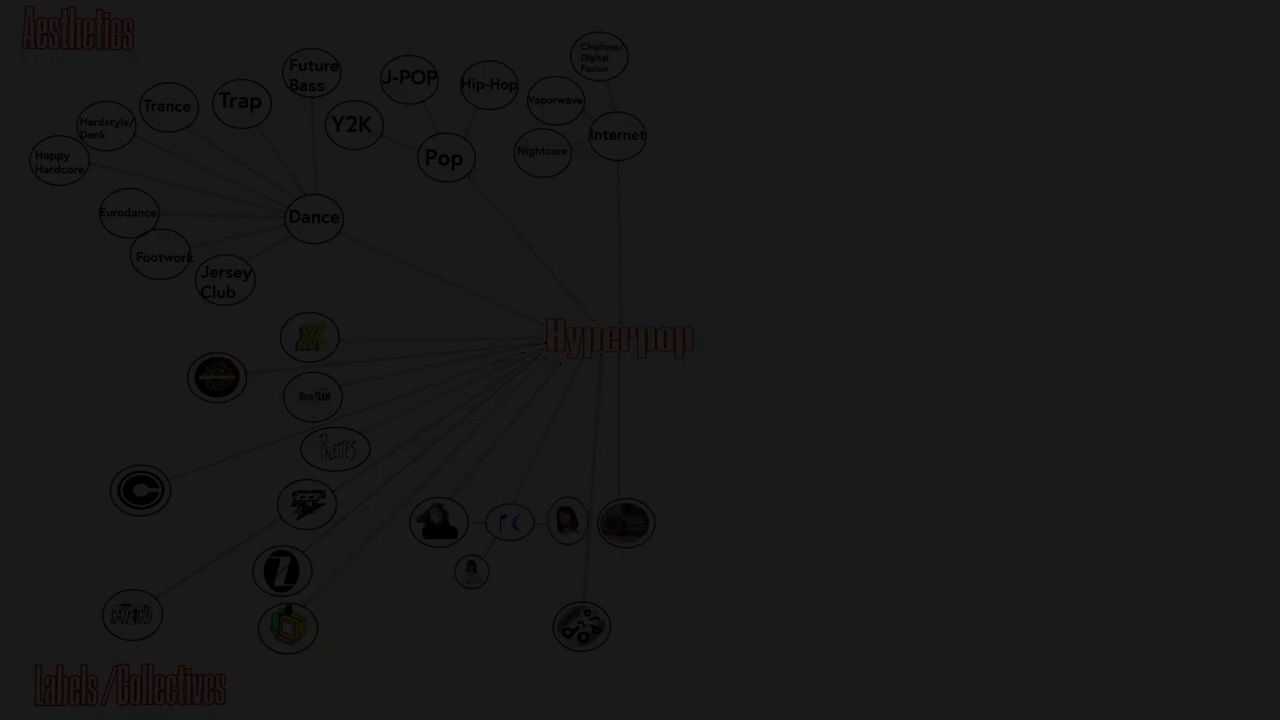 Aesthetics
Chiptune/
Digital
Fusion
Future
Bass
J-POP
Hip-Hop
Vaporwave
Trap
Trance
Y2K
Internet
Hardstyle/
Donk
Pop
Nightcore
Happy
Hardcore
Eurodance
Dance
Footwork
Jersey
Club
Hyperpop
PALETTES
Labels/Collectives